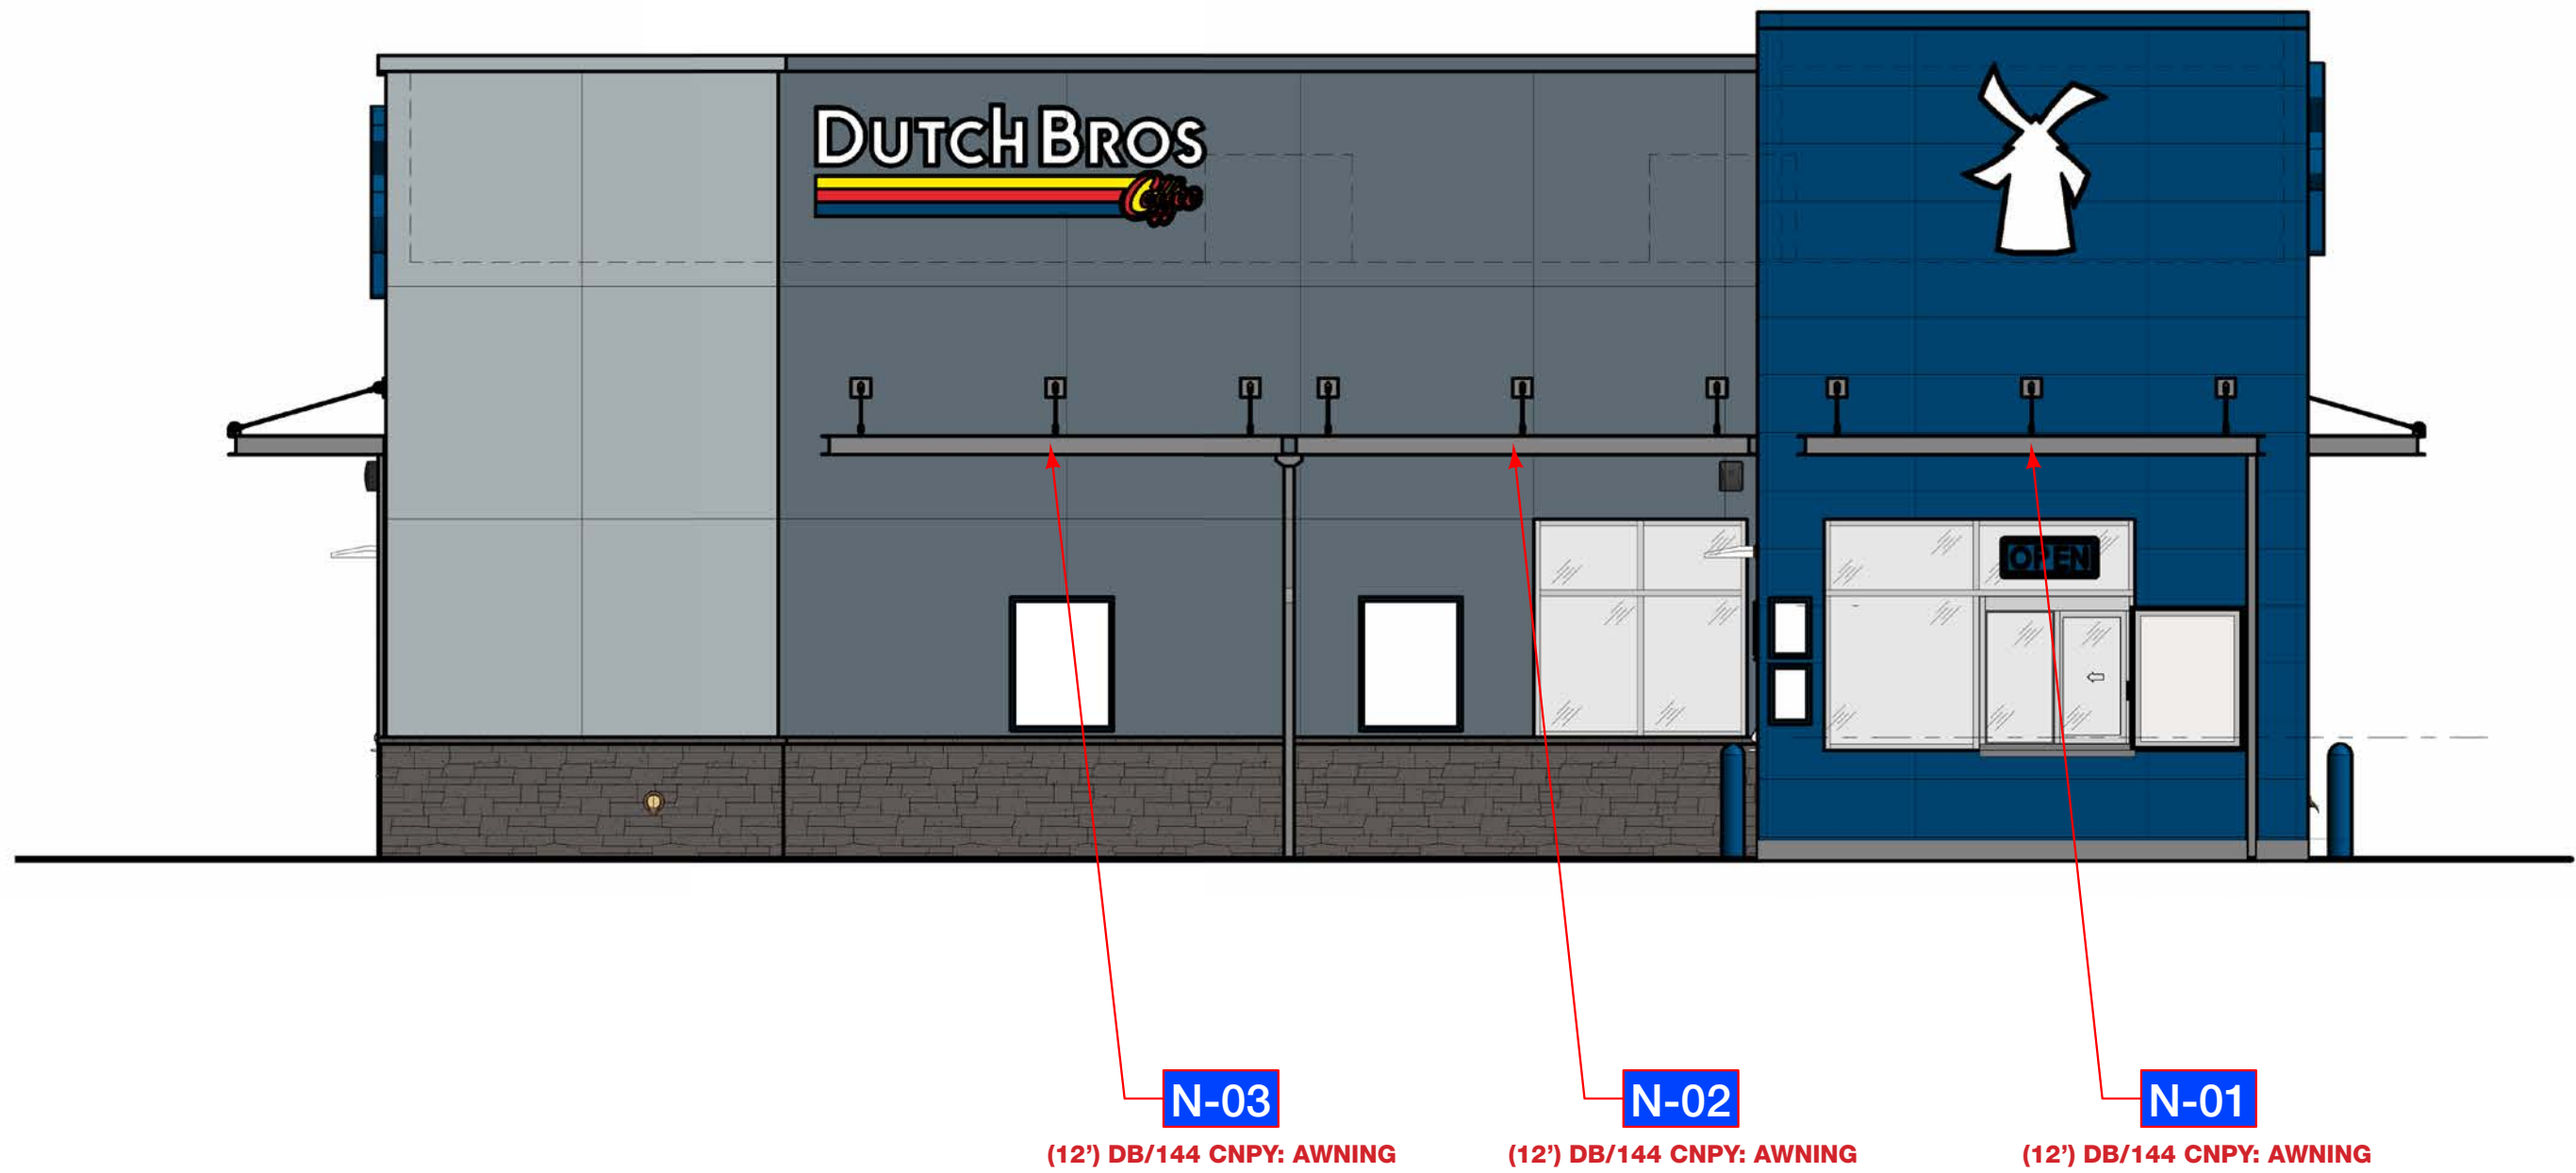 DUTCH BROS
OPEN
N-03
N-02
N-01
(12’) DB/144 CNPY: AWNING
(12’) DB/144 CNPY: AWNING
(12’) DB/144 CNPY: AWNING